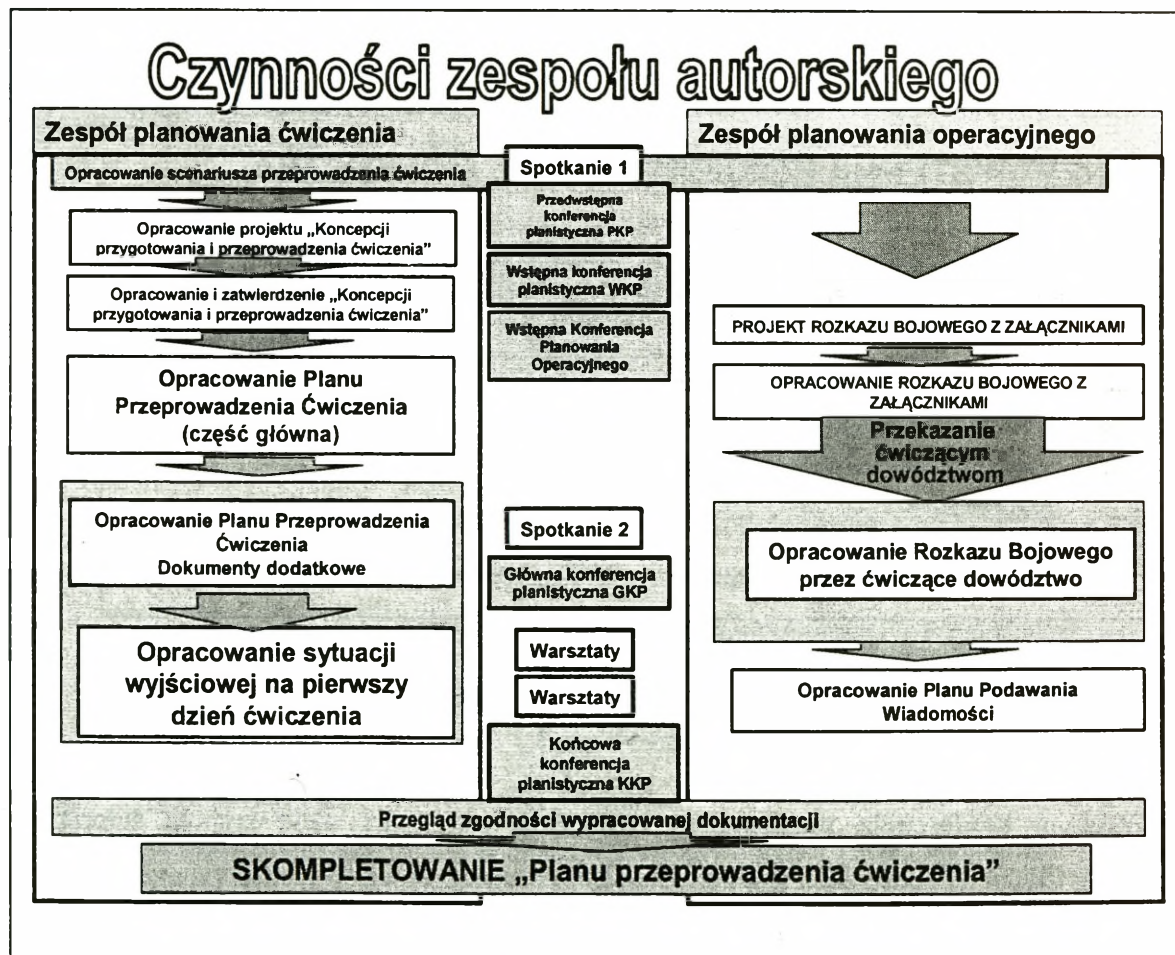 Czynności zespołu autorskiego
Zespół planowania ćwiczenia
Opracowanie scenariusza przeprowadzenia ćwiczenia
Opracowanie projektu „Koncepcji
przygotowania i przeprowadzenia ćwiczenia”
Opracowanie i zatwierdzenie „Koncepcji
przygotowania i przeprowadzenia ćwiczenia”
Opracowanie Planu
Przeprowadzenia Ćwiczenia
(część główna)
Opracowanie Planu Przeprowadzenia
Ćwiczenia
Dokumenty dodatkowe
Opracowanie sytuacji
wyjściowej na pierwszy
dzień ćwiczenia
Spotkanie 1
Przedwstępna
konferencja
planistyczna PKP
Wstępna konferencja
planistyczna WKP
Wstępna Konferencja
Planowania
Operacyjnego
Spotkanie 2
Główna konferencja
planistyczna GKP
Warsztaty
Warsztaty
Końcowa
konferencja
planistyczna KKP
Zespół planowania operacyjnego
PROJEKT ROZKAZU BOJOWEGO Z ZAŁĄCZNIKAMI
OPRACOWANIE ROZKAZU BOJOWEGO Z
ZAŁĄCZNIKAMI
Przekazanie
ćwiczącym
dowództwom
Opracowanie Rozkazu Bojowego
przez ćwiczące dowództwo
Opracowanie Planu Podawania
Wiadomości
Przegląd zgodności wypracowanej dokumentacji
SKOMPLETOWANIE „Planu przeprowadzenia ćwiczenia”